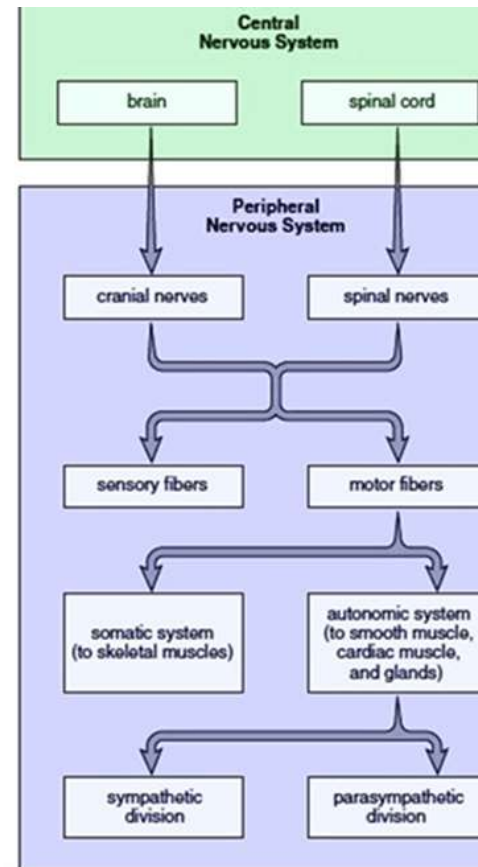 Central
Nervous System
brain
spinal cord
Peripheral
Nervous System
cranial nerves
spinal nerves
sensory fibers
motor fibers
somatic system
(to skeletal muscles)
autonomic system
(to smooth muscle,
cardiac muscle,
and glands)
sympathetic
division
parasympathetic
division